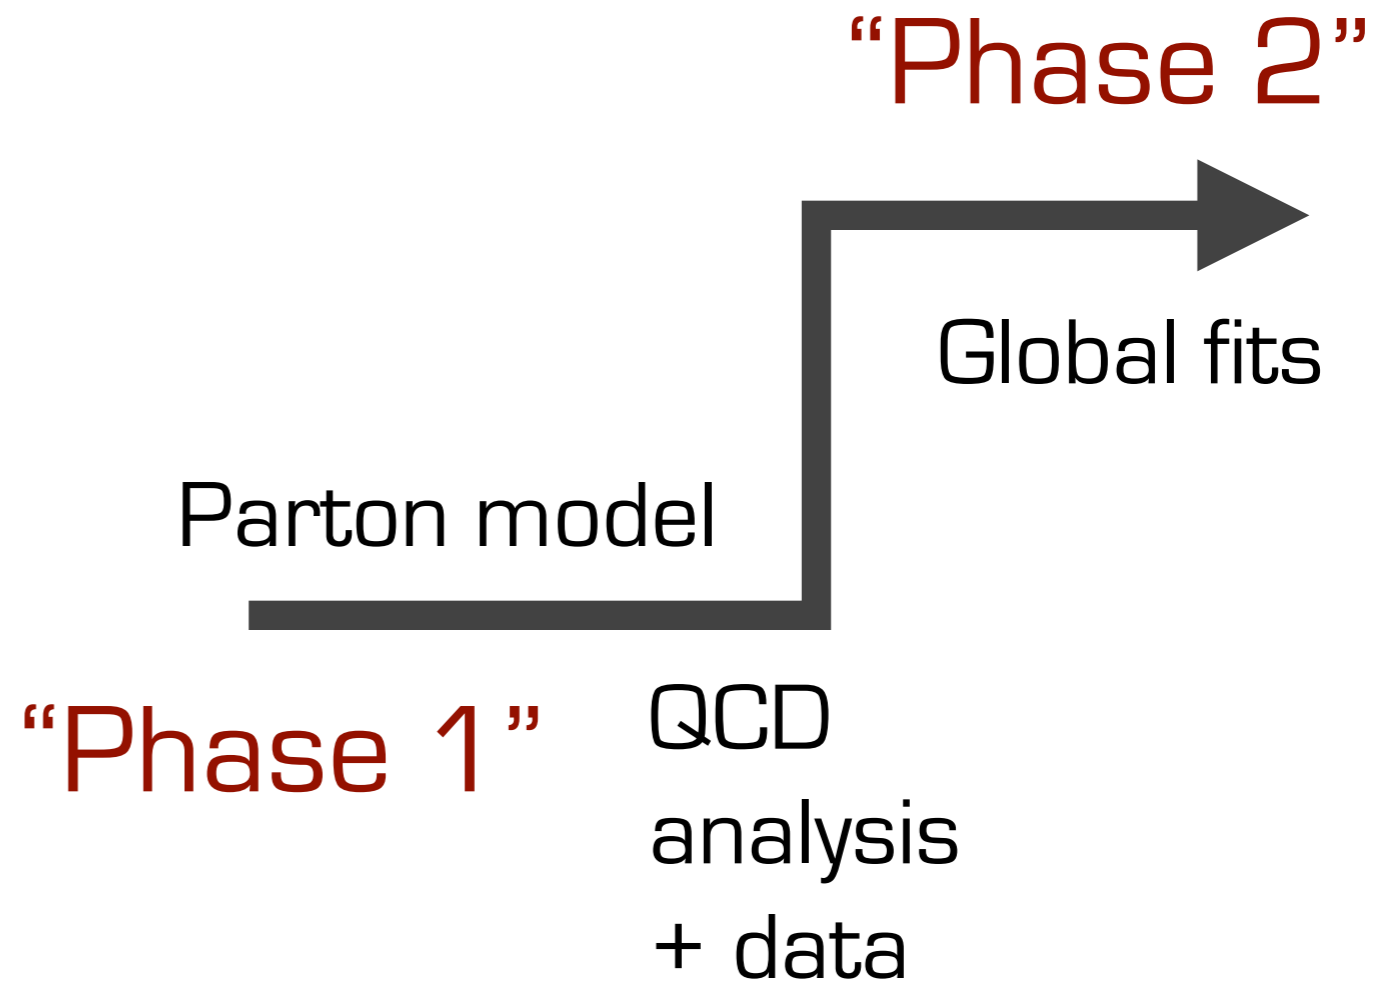 “Phase 2”
Global fits
Parton model
“Phase 1”
QCD
analysis
+ data